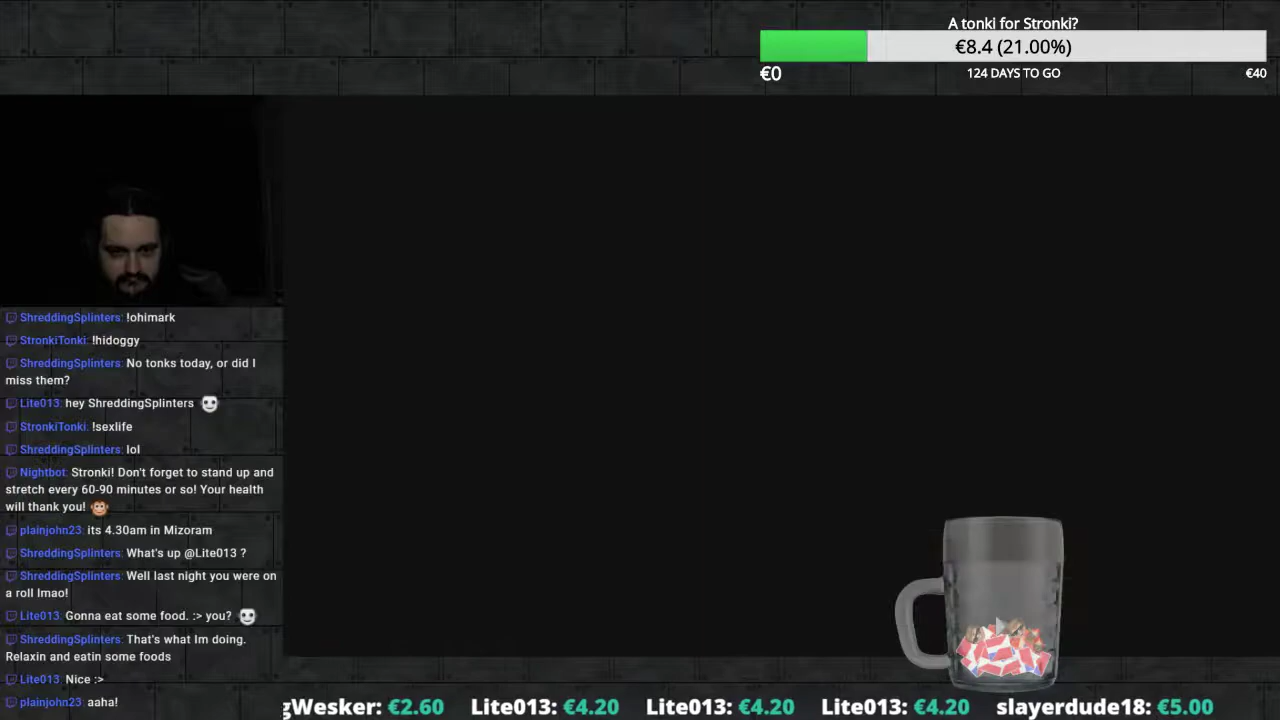 A tonki for Stronki?
€8.4 (21.00%)
€0
124 DAYS TO GO
€40
ShreddingSplinters: !ohimark
StronkiTonki: !hidoggy
ShreddingSplinters: No tonks today, or did I
miss them?
Lite013: hey ShreddingSplinters
StronkiTonki: !sexlife
ShreddingSplinters: lol
Nightbot: Stronki! Don't forget to stand up and
stretch every 60-90 minutes or so! Your health
will thank you!
plainjohn23: its 4.30am in Mizoram
ShreddingSplinters: What's up @Lite013 ?
ShreddingSplinters: Well last night you were on
a roll lmao!
Lite013: Gonna eat some food. :> you?
ShreddingSplinters: That's what Im doing.
Relaxin and eatin some foods
Lite013: Nice :>
plainjohn23: aaha!
gWesker: €2.60 Lite013: €4.20 Lite013: €4.20 Lite013: €4.20 slayerdude18: €5.00